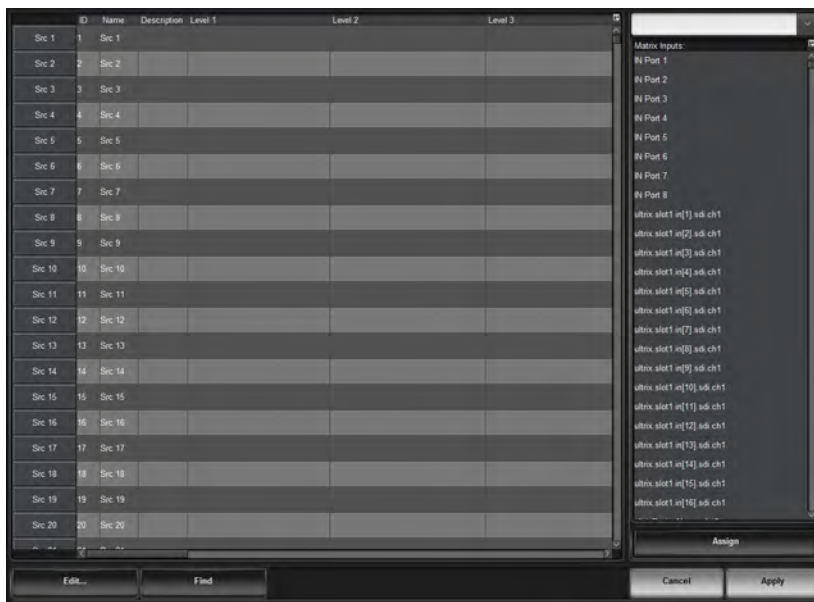 ID Name Description Level 1 Level 2 Level 3
Src 1 1 Src 1
Src 2 2 Src 2
Src 3 3 Src 3
Src 4 4 Src 4
Src 5 5 Src 5
Src 6 6 Src 6
Src 7 7 Src 7
Src 8 8 Src 8
Src 9 9 Src 9
Src 10 10 Src 10
Src 11 11 Src 11
Src 12 12 Src 12
Src 13 13 Src 13
Src 14 14 Src 14
Src 15 15 Src 15
Src 16 16 Src 16
Src 17 17 Src 17
Src 18 18 Src 18
Src 19 19 Src 19
Src 20 20 Src 20
Matrix Inputs:
IN Port 1
IN Port 2
IN Port 3
IN Port 4
IN Port 5
IN Port 6
IN Port 7
IN Port 8
ultrix.slot1.in[1].sdi.ch1
ultrix.slot1.in[2].sdi.ch1
ultrix.slot1.in[3].sdi.ch1
ultrix.slot1.in[4].sdi.ch1
ultrix.slot1.in[5].sdi.ch1
ultrix.slot1.in[6].sdi.ch1
ultrix.slot1.in[7].sdi.ch1
ultrix.slot1.in[8].sdi.ch1
ultrix.slot1.in[9].sdi.ch1
ultrix.slot1.in[10].sdi.ch1
ultrix.slot1.in[11].sdi.ch1
ultrix.slot1.in[12].sdi.ch1
ultrix.slot1.in[13].sdi.ch1
ultrix.slot1.in[14].sdi.ch1
ultrix.slot1.in[15].sdi.ch1
ultrix.slot1.in[16].sdi.ch1
Assign
Edit... Find Cancel Apply